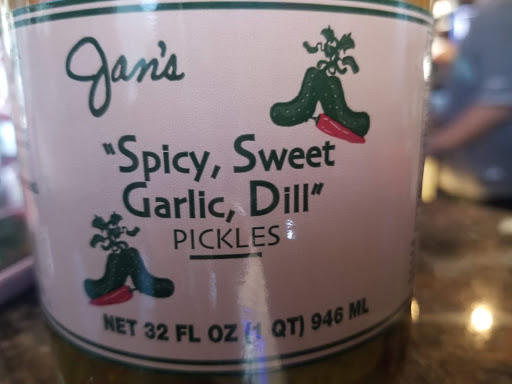 Jan's
"Spicy, Sweet
Garlic, Dill"
PICKLES
NET 32 FL OZ (1 QT) 946 ML